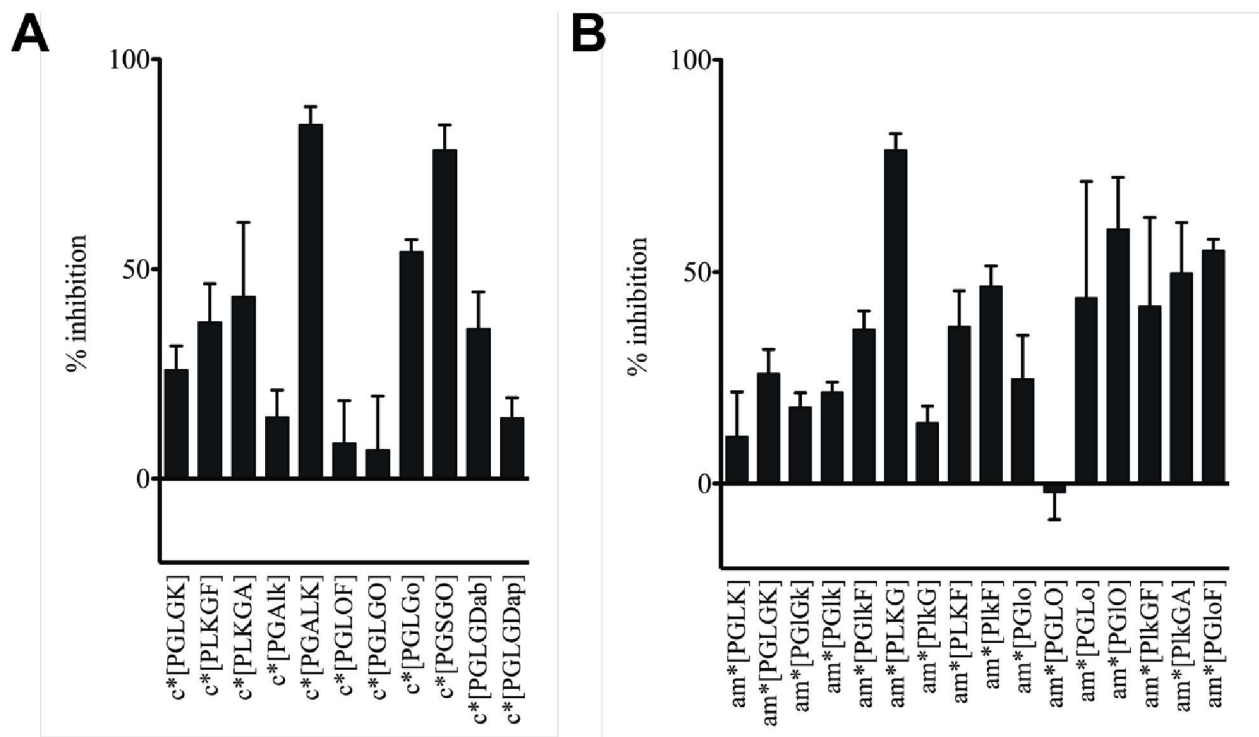 A
100
50
0
% inhibition
c*[PGLGK]
c*[PLKGF]
c*[PLKGA]
c*[PGAlk]
c*[PGALK]
c*[PGLOF]
c*[PGLGO]
c*[PGLGo]
c*[PGSGO]
c*[PGLGDab]
c*[PGLGDap]
B
100
50
0
% inhibition
am*[PGLK]
am*[PGLGK]
am*[PGlGk]
am*[PGlk]
am*[PGlkF]
am*[PLKG]
am*[PlkG]
am*[PLKF]
am*[PlkF]
am*[PGlo]
am*[PGLO]
am*[PGLo]
am*[PGlO]
am*[PlkGF]
am*[PlkGA]
am*[PGloF]